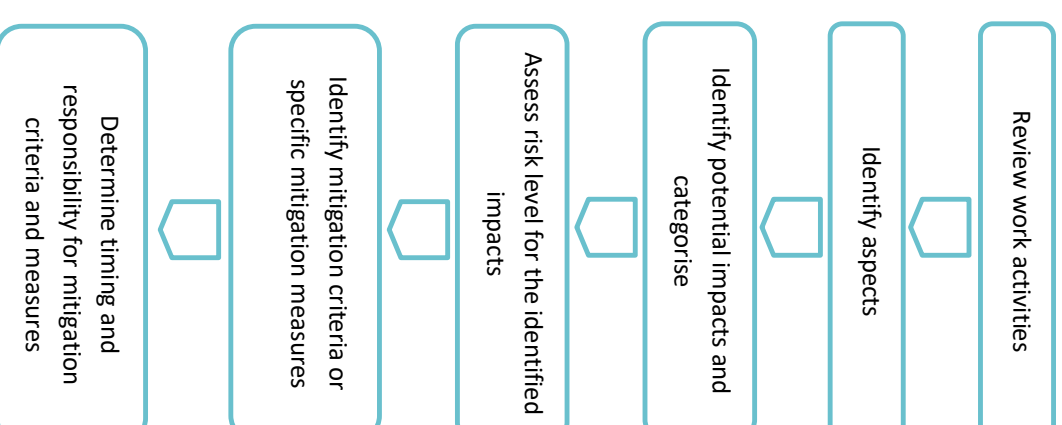 Review work activities
Identify aspects
Identify potential impacts and
categorise
Assess risk level for the identified
impacts
Identify mitigation criteria or
specific mitigation measures
Determine timing and
responsibility for mitigation
criteria and measures